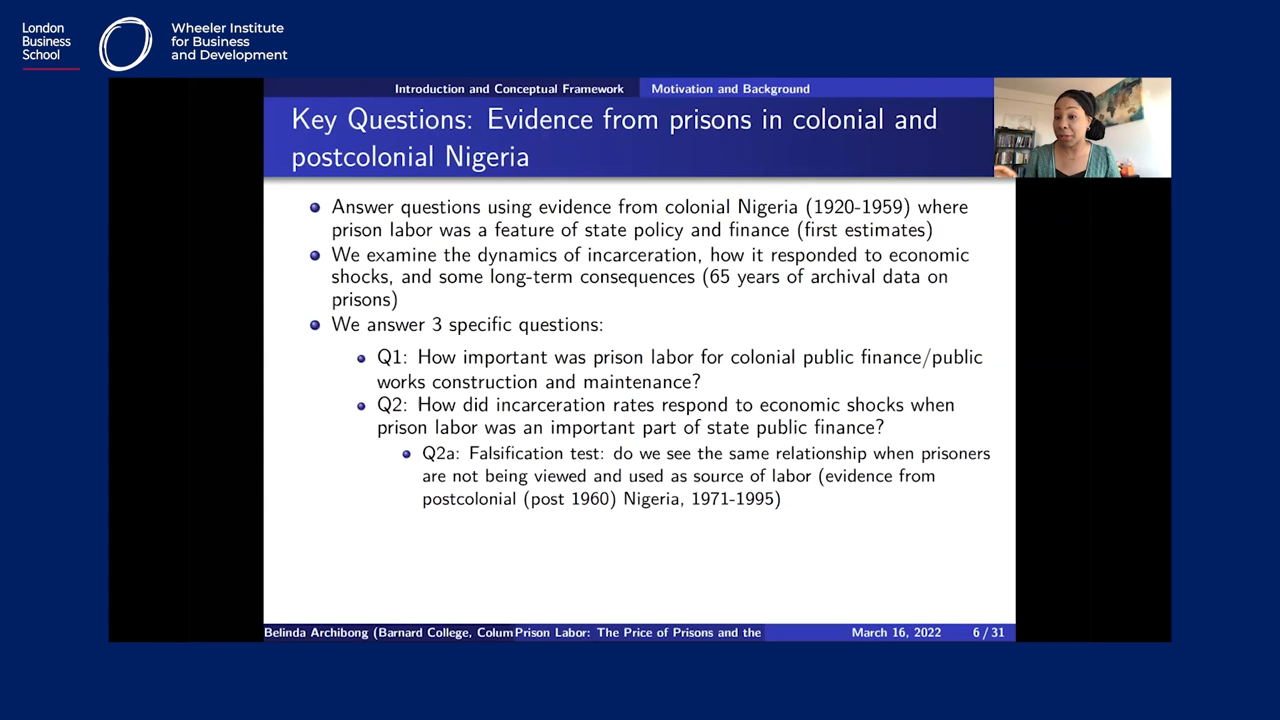 London
Business
School
Wheeler Institute
for Business
and Development
Introduction and Conceptual Framework
Motivation and Background
Key Questions: Evidence from prisons in colonial and
postcolonial Nigeria
Answer questions using evidence from colonial Nigeria (1920-1959) where
prison labor was a feature of state policy and finance (first estimates)
We examine the dynamics of incarceration, how it responded to economic
shocks, and some long-term consequences (65 years of archival data on
prisons)
We answer 3 specific questions:
Q1: How important was prison labor for colonial public finance/public
works construction and maintenance?
Q2: How did incarceration rates respond to economic shocks when
prison labor was an important part of state public finance?
Q2a: Falsification test: do we see the same relationship when prisoners
are not being viewed and used as source of labor (evidence from
postcolonial (post 1960) Nigeria, 1971-1995)
Belinda Archibong (Barnard College, Colum
Prison Labor: The Price of Prisons and the
March 16, 2022
6 / 31